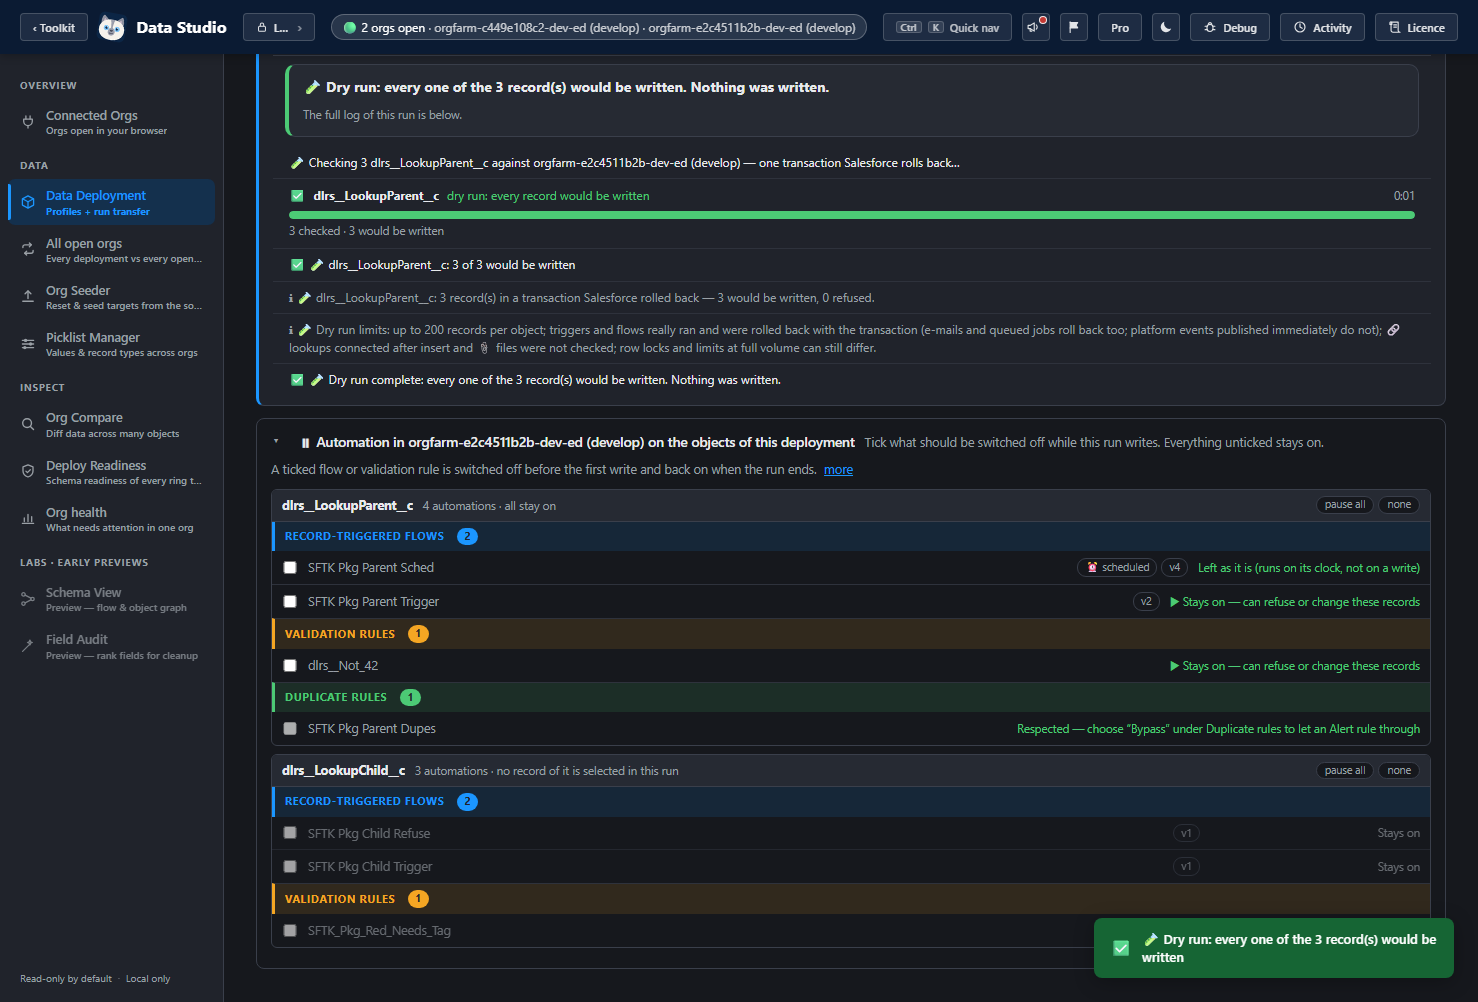 ‹ Toolkit
Data Studio
L... ›
2 orgs open · orgfarm-c449e108c2-dev-ed (develop) · orgfarm-e2c4511b2b-dev-ed (develop)
Ctrl K Quick nav
Pro
Debug
Activity
Licence
OVERVIEW
Connected Orgs
Orgs open in your browser
DATA
Data Deployment
Profiles + run transfer
All open orgs
Every deployment vs every open...
Org Seeder
Reset & seed targets from the so...
Picklist Manager
Values & record types across orgs
INSPECT
Org Compare
Diff data across many objects
Deploy Readiness
Schema readiness of every ring t...
Org health
What needs attention in one org
LABS · EARLY PREVIEWS
Schema View
Preview — flow & object graph
Field Audit
Preview — rank fields for cleanup
Read-only by default · Local only
Dry run: every one of the 3 record(s) would be written. Nothing was written.
The full log of this run is below.
Checking 3 dlrs__LookupParent__c against orgfarm-e2c4511b2b-dev-ed (develop) — one transaction Salesforce rolls back...
dlrs__LookupParent__c dry run: every record would be written 0:01
3 checked · 3 would be written
dlrs__LookupParent__c: 3 of 3 would be written
dlrs__LookupParent__c: 3 record(s) in a transaction Salesforce rolled back — 3 would be written, 0 refused.
Dry run limits: up to 200 records per object; triggers and flows really ran and were rolled back with the transaction (e-mails and queued jobs roll back too; platform events published immediately do not);
lookups connected after insert and files were not checked; row locks and limits at full volume can still differ.
Dry run complete: every one of the 3 record(s) would be written. Nothing was written.
Automation in orgfarm-e2c4511b2b-dev-ed (develop) on the objects of this deployment Tick what should be switched off while this run writes. Everything unticked stays on.
A ticked flow or validation rule is switched off before the first write and back on when the run ends. more
dlrs__LookupParent__c 4 automations · all stay on pause all none
RECORD-TRIGGERED FLOWS 2
SFTK Pkg Parent Sched scheduled v4 Left as it is (runs on its clock, not on a write)
SFTK Pkg Parent Trigger v2 Stays on — can refuse or change these records
VALIDATION RULES 1
dlrs__Not_42 Stays on — can refuse or change these records
DUPLICATE RULES 1
SFTK Pkg Parent Dupes Respected — choose “Bypass” under Duplicate rules to let an Alert rule through
dlrs__LookupChild__c 3 automations · no record of it is selected in this run pause all none
RECORD-TRIGGERED FLOWS 2
SFTK Pkg Child Refuse v1 Stays on
SFTK Pkg Child Trigger v1 Stays on
VALIDATION RULES 1
SFTK_Pkg_Red_Needs_Tag
Dry run: every one of the 3 record(s) would be
written